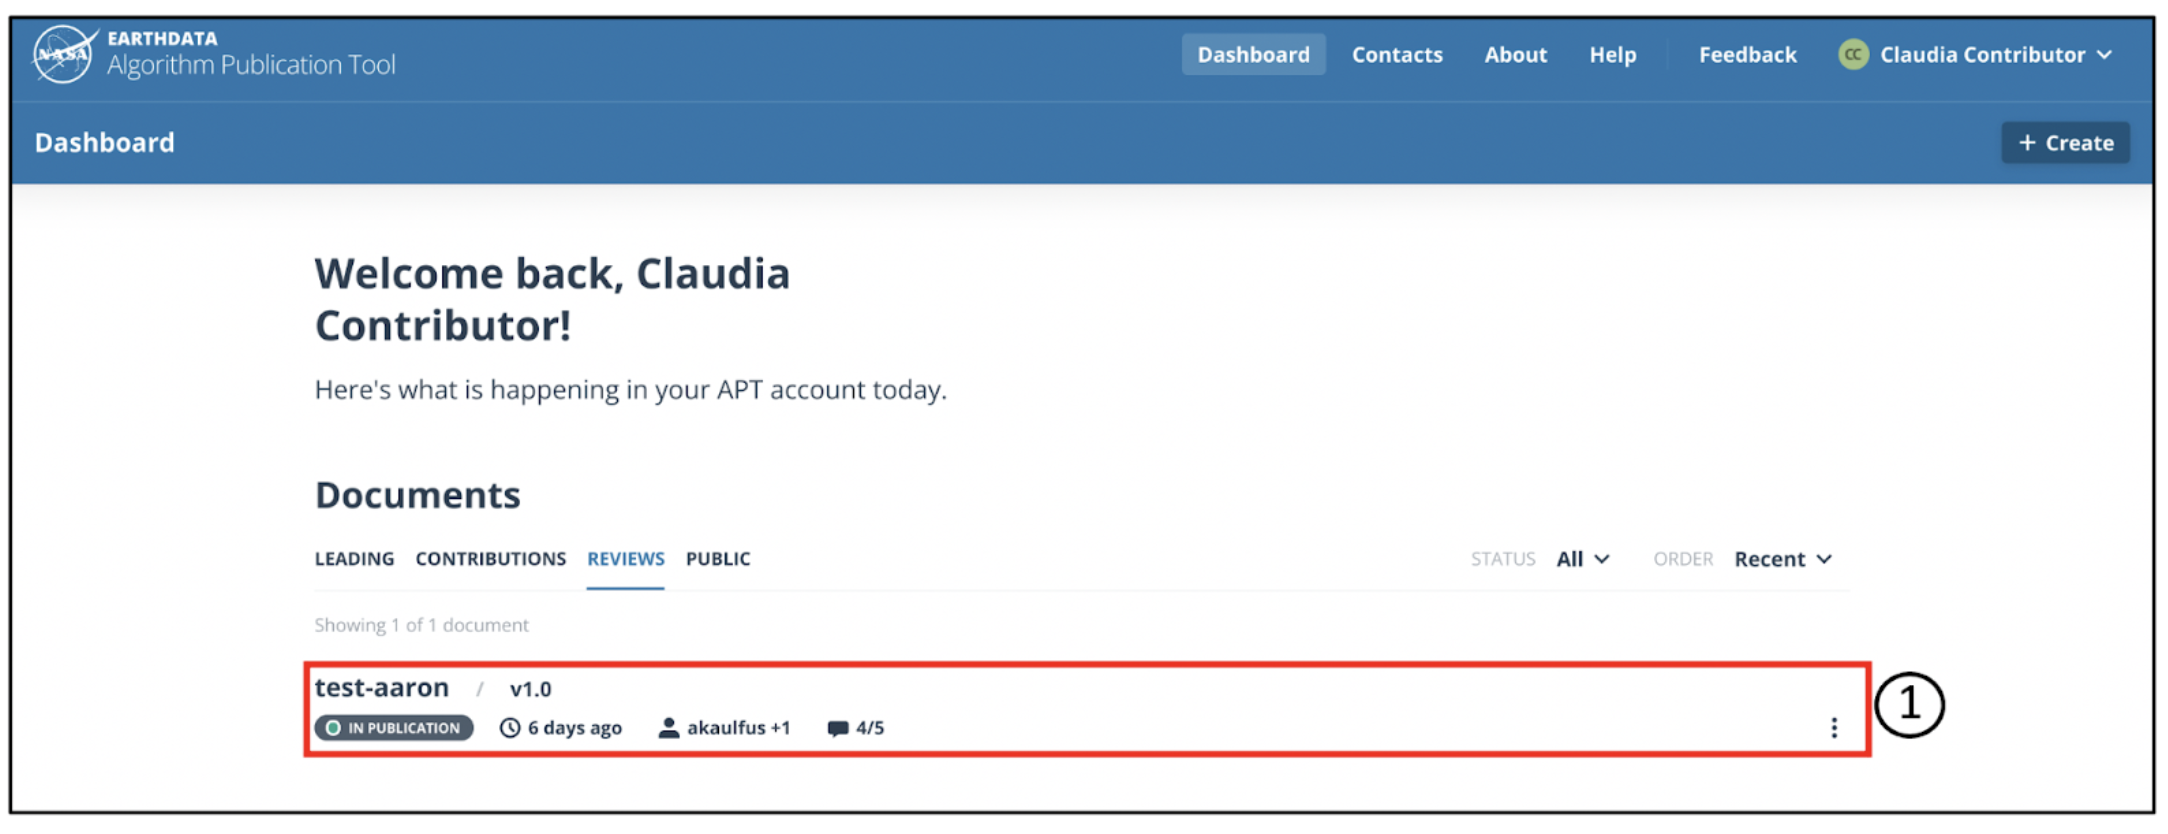 NASA EARTHDATA
Algorithm Publication Tool
Dashboard Contacts About Help Feedback CC Claudia Contributor
Dashboard
+ Create
Welcome back, Claudia
Contributor!
Here's what is happening in your APT account today.
Documents
LEADING CONTRIBUTIONS REVIEWS PUBLIC STATUS All ORDER Recent
Showing 1 of 1 document
test-aaron / v1.0
IN PUBLICATION 6 days ago akaulfus +1 4/5
1